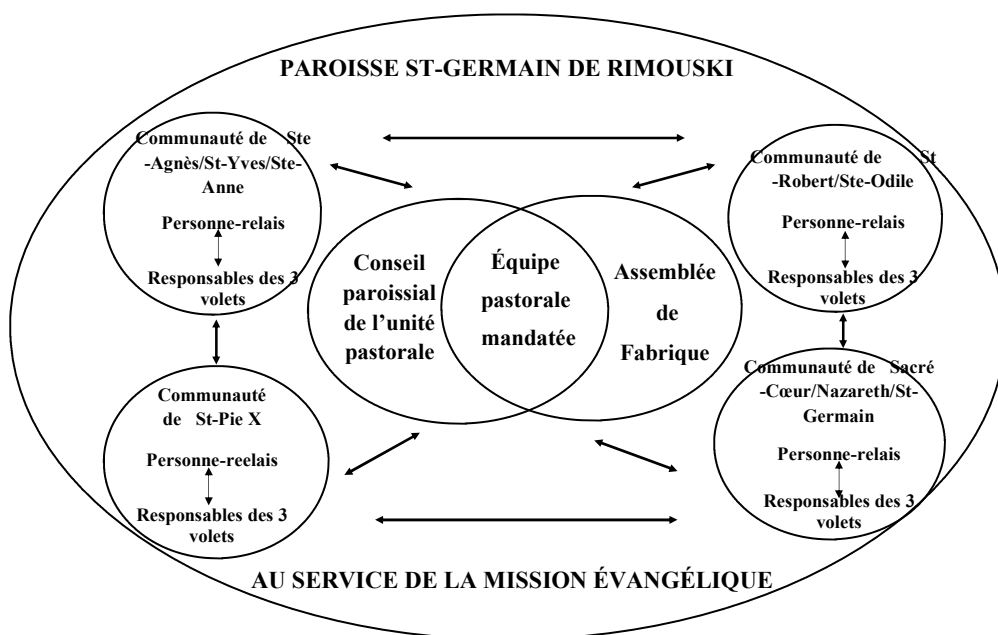 PAROISSE ST-GERMAIN DE RIMOUSKI
Communauté de Ste
-Agnès/St-Yves/Ste-
Anne
Personne-relais
Responsables des 3
volets
Communauté de St
-Robert/Ste-Odile
Personne-relais
Responsables des 3
volets
Conseil
paroissial
de l’unité
pastorale
Équipe
pastorale
mandatée
Assemblée
de
Fabrique
Communauté
de St-Pie X
Personne-reelais
Responsables des 3
volets
Communauté de Sacré
-Cœur/Nazareth/St-
Germain
Personne-relais
Responsables des 3
volets
AU SERVICE DE LA MISSION ÉVANGÉLIQUE